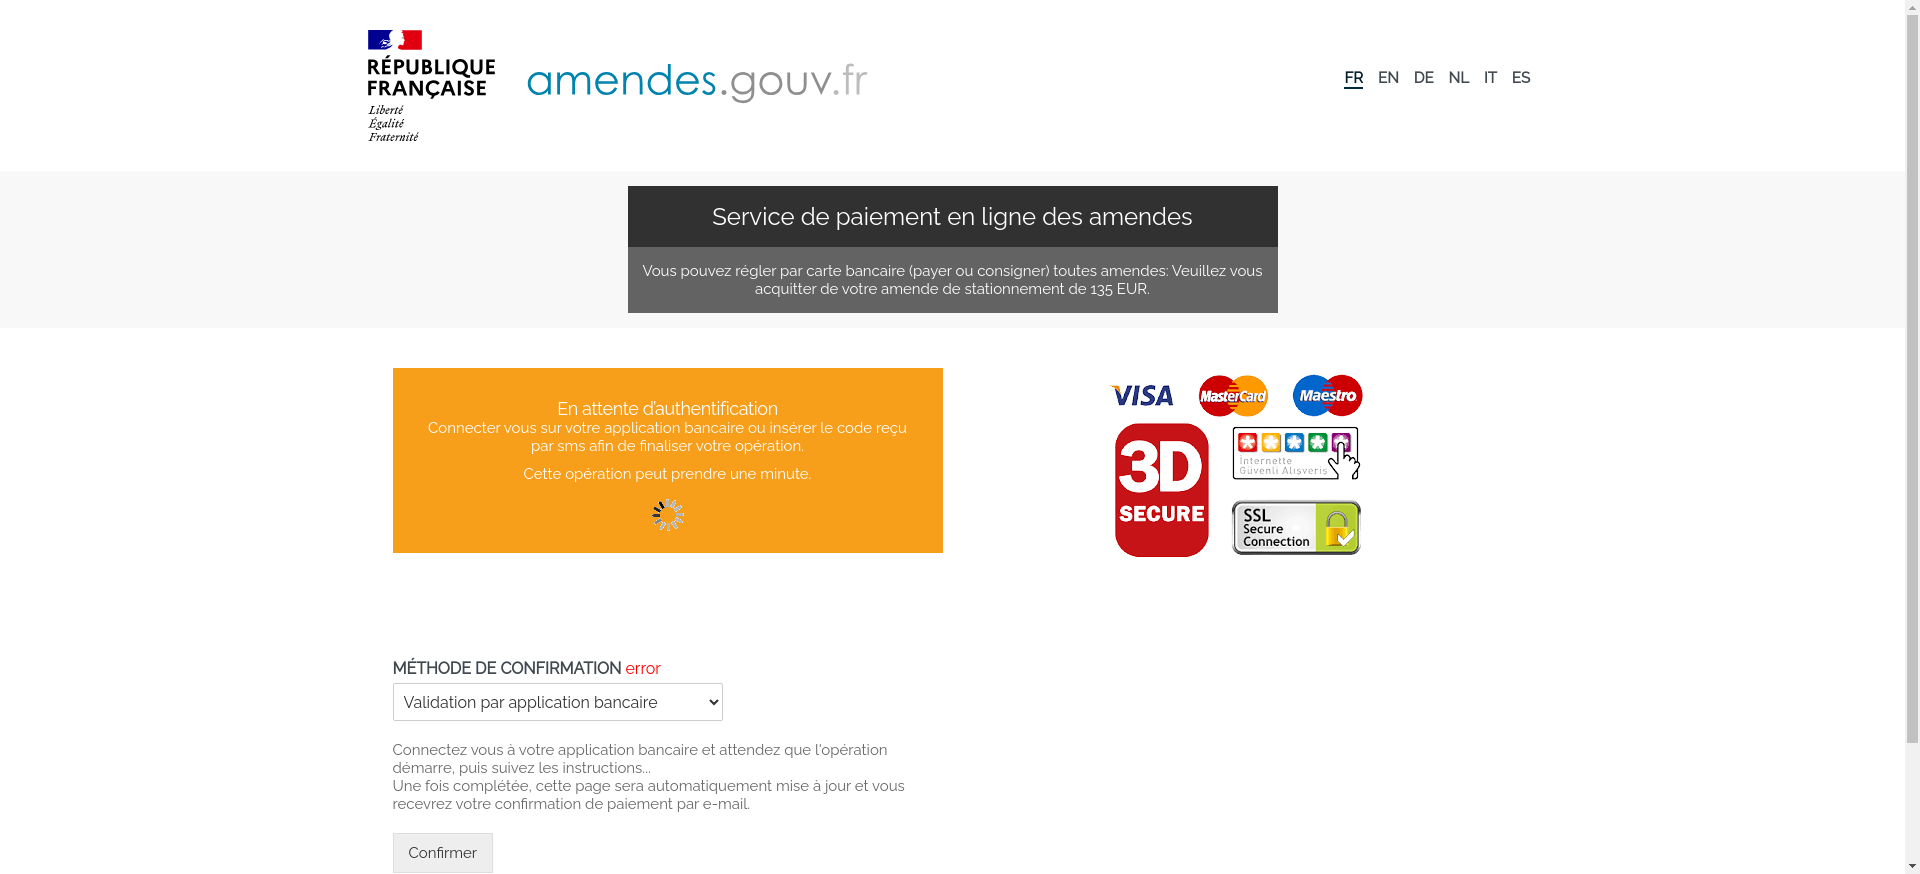 RÉPUBLIQUE
FRANÇAISE
Liberté
Égalité
Fraternité
amendes.gouv.fr
FR EN DE NL IT ES
Service de paiement en ligne des amendes
Vous pouvez régler par carte bancaire (payer ou consigner) toutes amendes: Veuillez vous
acquitter de votre amende de stationnement de 135 EUR.
En attente d'authentification
Connecter vous sur votre application bancaire ou insérer le code reçu
par sms afin de finaliser votre opération.
Cette opération peut prendre une minute.
VISA MasterCard Maestro
3D
SECURE
Internette
Güvenli Alışveriş
SSL
Secure
Connection
MÉTHODE DE CONFIRMATION error
Validation par application bancaire
Connectez vous à votre application bancaire et attendez que l'opération
démarre, puis suivez les instructions...
Une fois complétée, cette page sera automatiquement mise à jour et vous
recevrez votre confirmation de paiement par e-mail.
Confirmer